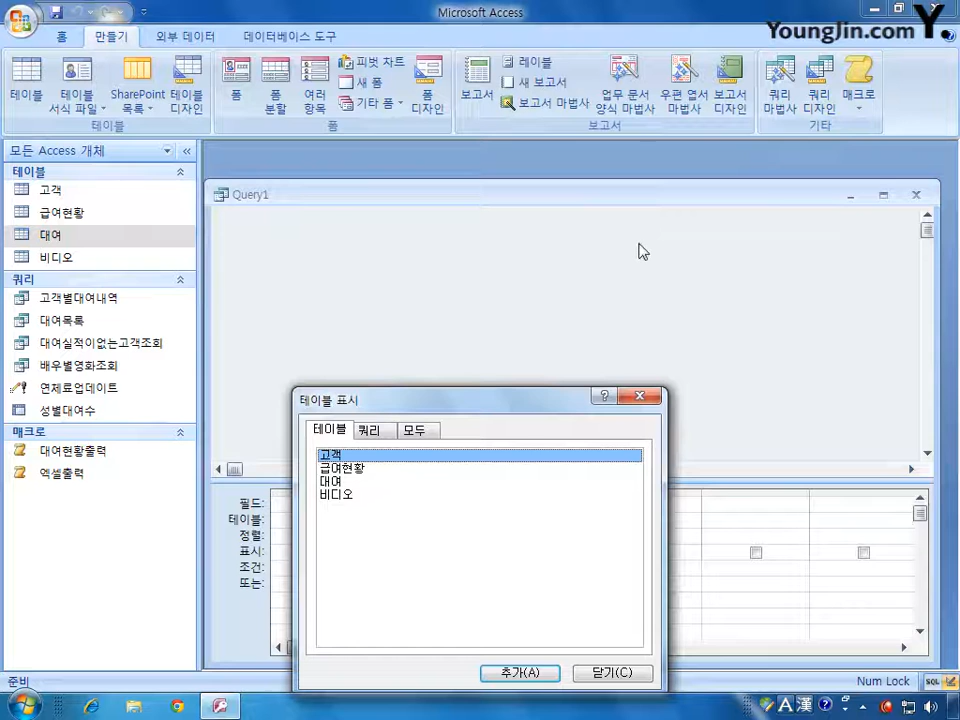 Microsoft Access
YoungJin.com Y.
홈 만들기 외부 데이터 데이터베이스 도구
테이블
테이블 서식 파일
SharePoint 목록
테이블 디자인
테이블
폼
폼 분할
여러 항목
피벗 차트
새 폼
기타 폼
폼 디자인
폼
보고서
레이블
새 보고서
보고서 마법사
업무 문서 양식 마법사
우편 엽서 마법사
보고서 디자인
보고서
쿼리 마법사
쿼리 디자인
매크로
기타
모든 Access 개체
테이블
고객
급여현황
대여
비디오
쿼리
고객별대여내역
대여목록
대여실적이없는고객조회
배우별영화조회
연체료업데이트
성별대여수
매크로
대여현황출력
엑셀출력
Query1
테이블 표시
테이블 쿼리 모두
고객
급여현황
대여
비디오
추가(A) 닫기(C)
필드:
테이블:
정렬:
표시:
조건:
또는:
준비
Num Lock
SQL
A 漢